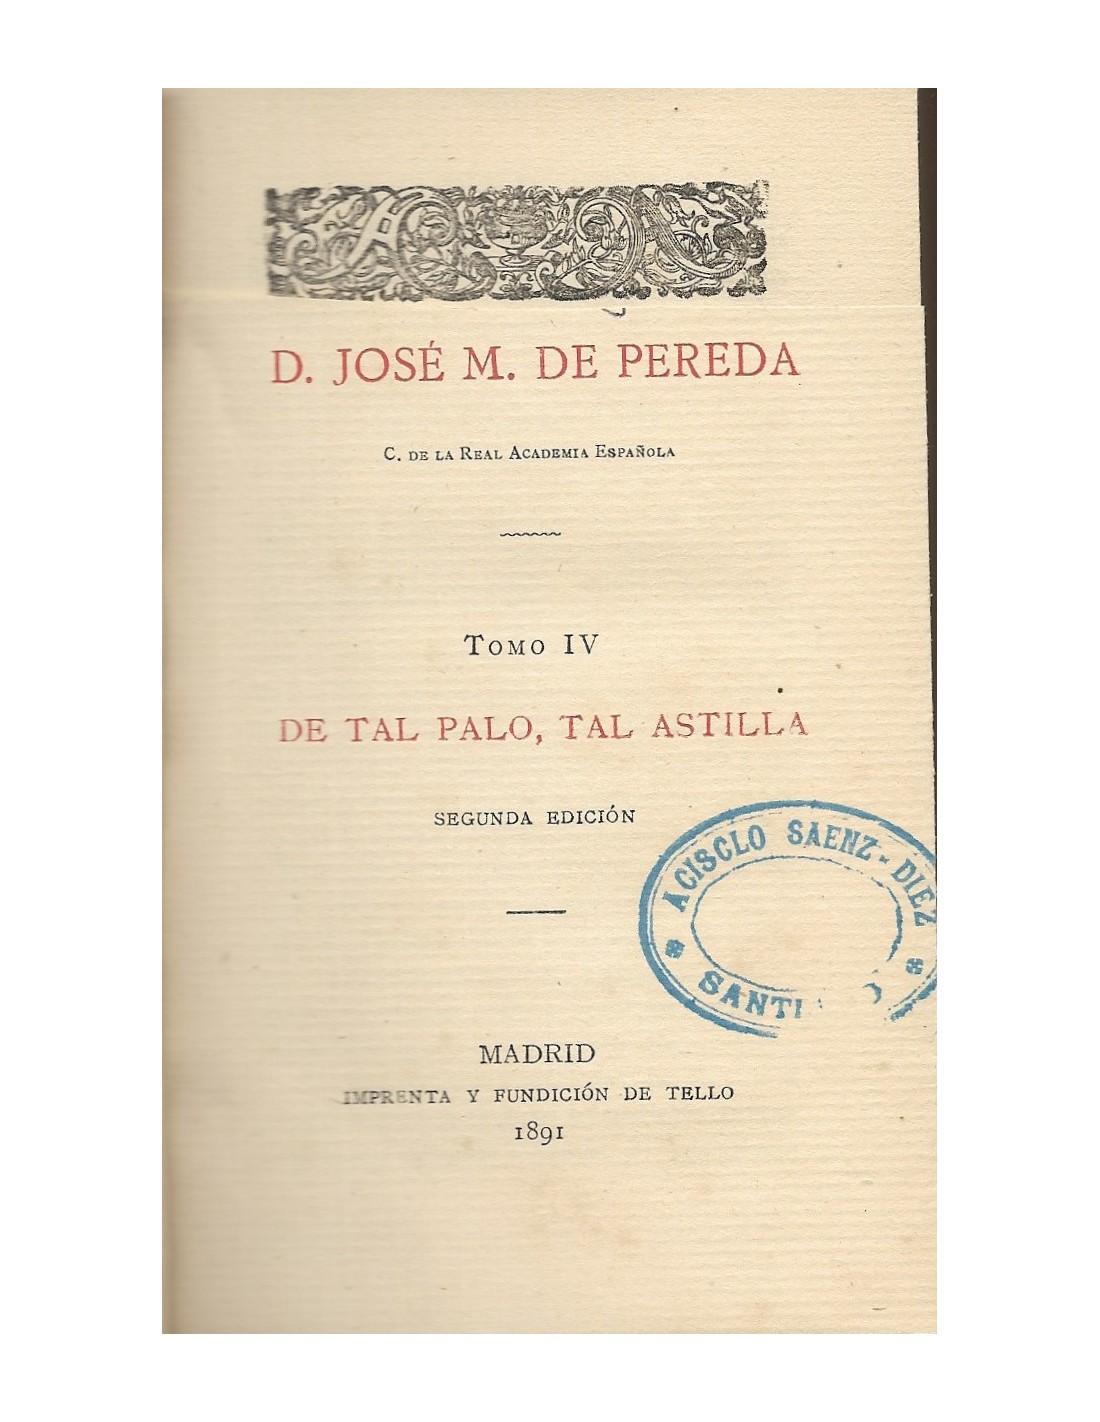 D. JOSÉ M. DE PEREDA
C. DE LA REAL ACADEMIA ESPAÑOLA
TOMO IV
DE TAL PALO, TAL ASTILLA
SEGUNDA EDICIÓN
ACISCLO SAENZ-DIEZ
MADRID
IMPRENTA Y FUNDICIÓN DE TELLO
1891